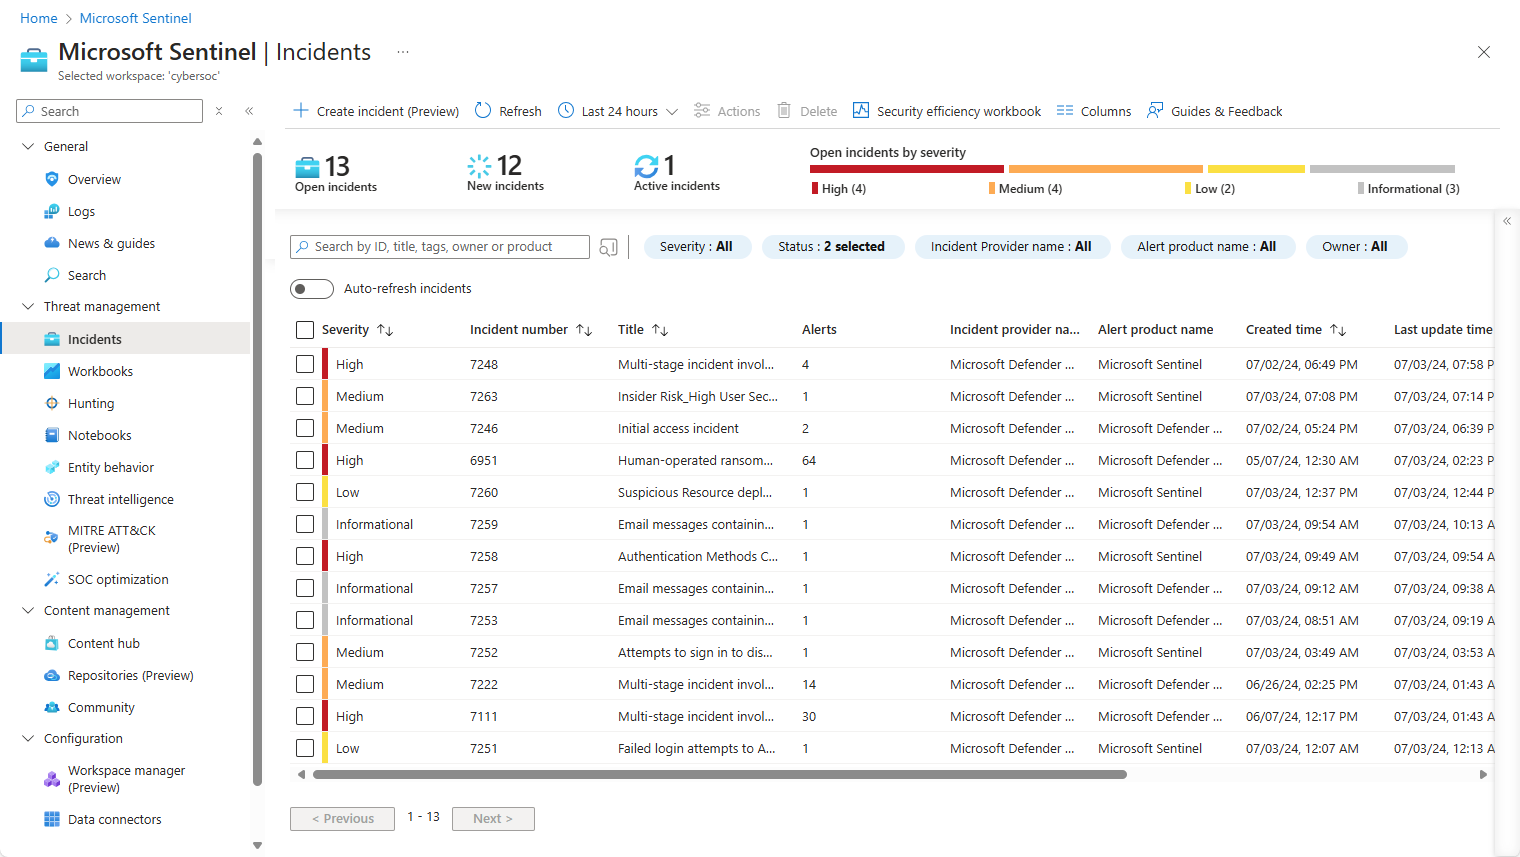 Home > Microsoft Sentinel
Microsoft Sentinel | Incidents ...
Selected workspace: 'cybersoc'
Search
General
Overview
Logs
News & guides
Search
Threat management
Incidents
Workbooks
Hunting
Notebooks
Entity behavior
Threat intelligence
MITRE ATT&CK
(Preview)
SOC optimization
Content management
Content hub
Repositories (Preview)
Community
Configuration
Workspace manager
(Preview)
Data connectors
Create incident (Preview) Refresh Last 24 hours Actions Delete Security efficiency workbook Columns Guides & Feedback
13 Open incidents
12 New incidents
1 Active incidents
Open incidents by severity
High (4) Medium (4) Low (2) Informational (3)
Search by ID, title, tags, owner or product Severity : All Status : 2 selected Incident Provider name : All Alert product name : All Owner : All
Auto-refresh incidents
Severity Incident number Title Alerts Incident provider na... Alert product name Created time Last update time
High 7248 Multi-stage incident invol... 4 Microsoft Defender ... Microsoft Sentinel 07/02/24, 06:49 PM 07/03/24, 07:58 P
Medium 7263 Insider Risk_High User Sec... 1 Microsoft Defender ... Microsoft Sentinel 07/03/24, 07:08 PM 07/03/24, 07:14 P
Medium 7246 Initial access incident 2 Microsoft Defender ... Microsoft Defender ... 07/02/24, 05:24 PM 07/03/24, 06:39 P
High 6951 Human-operated ransom... 64 Microsoft Defender ... Microsoft Defender ... 05/07/24, 12:30 AM 07/03/24, 02:23 P
Low 7260 Suspicious Resource depl... 1 Microsoft Defender ... Microsoft Sentinel 07/03/24, 12:37 PM 07/03/24, 12:44 P
Informational 7259 Email messages containin... 1 Microsoft Defender ... Microsoft Defender ... 07/03/24, 09:54 AM 07/03/24, 10:13 A
High 7258 Authentication Methods C... 1 Microsoft Defender ... Microsoft Sentinel 07/03/24, 09:49 AM 07/03/24, 09:54 A
Informational 7257 Email messages containin... 1 Microsoft Defender ... Microsoft Defender ... 07/03/24, 09:12 AM 07/03/24, 09:38 A
Informational 7253 Email messages containin... 1 Microsoft Defender ... Microsoft Defender ... 07/03/24, 08:51 AM 07/03/24, 09:19 A
Medium 7252 Attempts to sign in to dis... 1 Microsoft Defender ... Microsoft Sentinel 07/03/24, 03:49 AM 07/03/24, 03:53 A
Medium 7222 Multi-stage incident invol... 14 Microsoft Defender ... Microsoft Defender ... 06/26/24, 02:25 PM 07/03/24, 01:43 A
High 7111 Multi-stage incident invol... 30 Microsoft Defender ... Microsoft Defender ... 06/07/24, 12:17 PM 07/03/24, 01:43 A
Low 7251 Failed login attempts to A... 1 Microsoft Defender ... Microsoft Sentinel 07/03/24, 12:07 AM 07/03/24, 12:13 A
< Previous 1 - 13 Next >